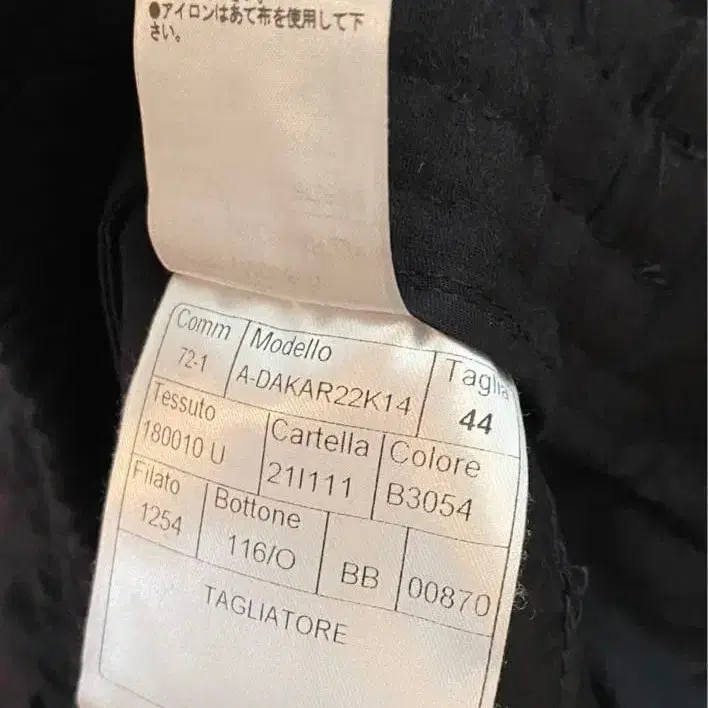 ●アイロンはあて布を使用して下
さい。
Comm Modello Taglia
72-1 A-DAKAR22K14 44
Tessuto Cartella Colore
180010 U 21I111 B3054
Filato Bottone
1254 116/O BB 00870
TAGLIATORE